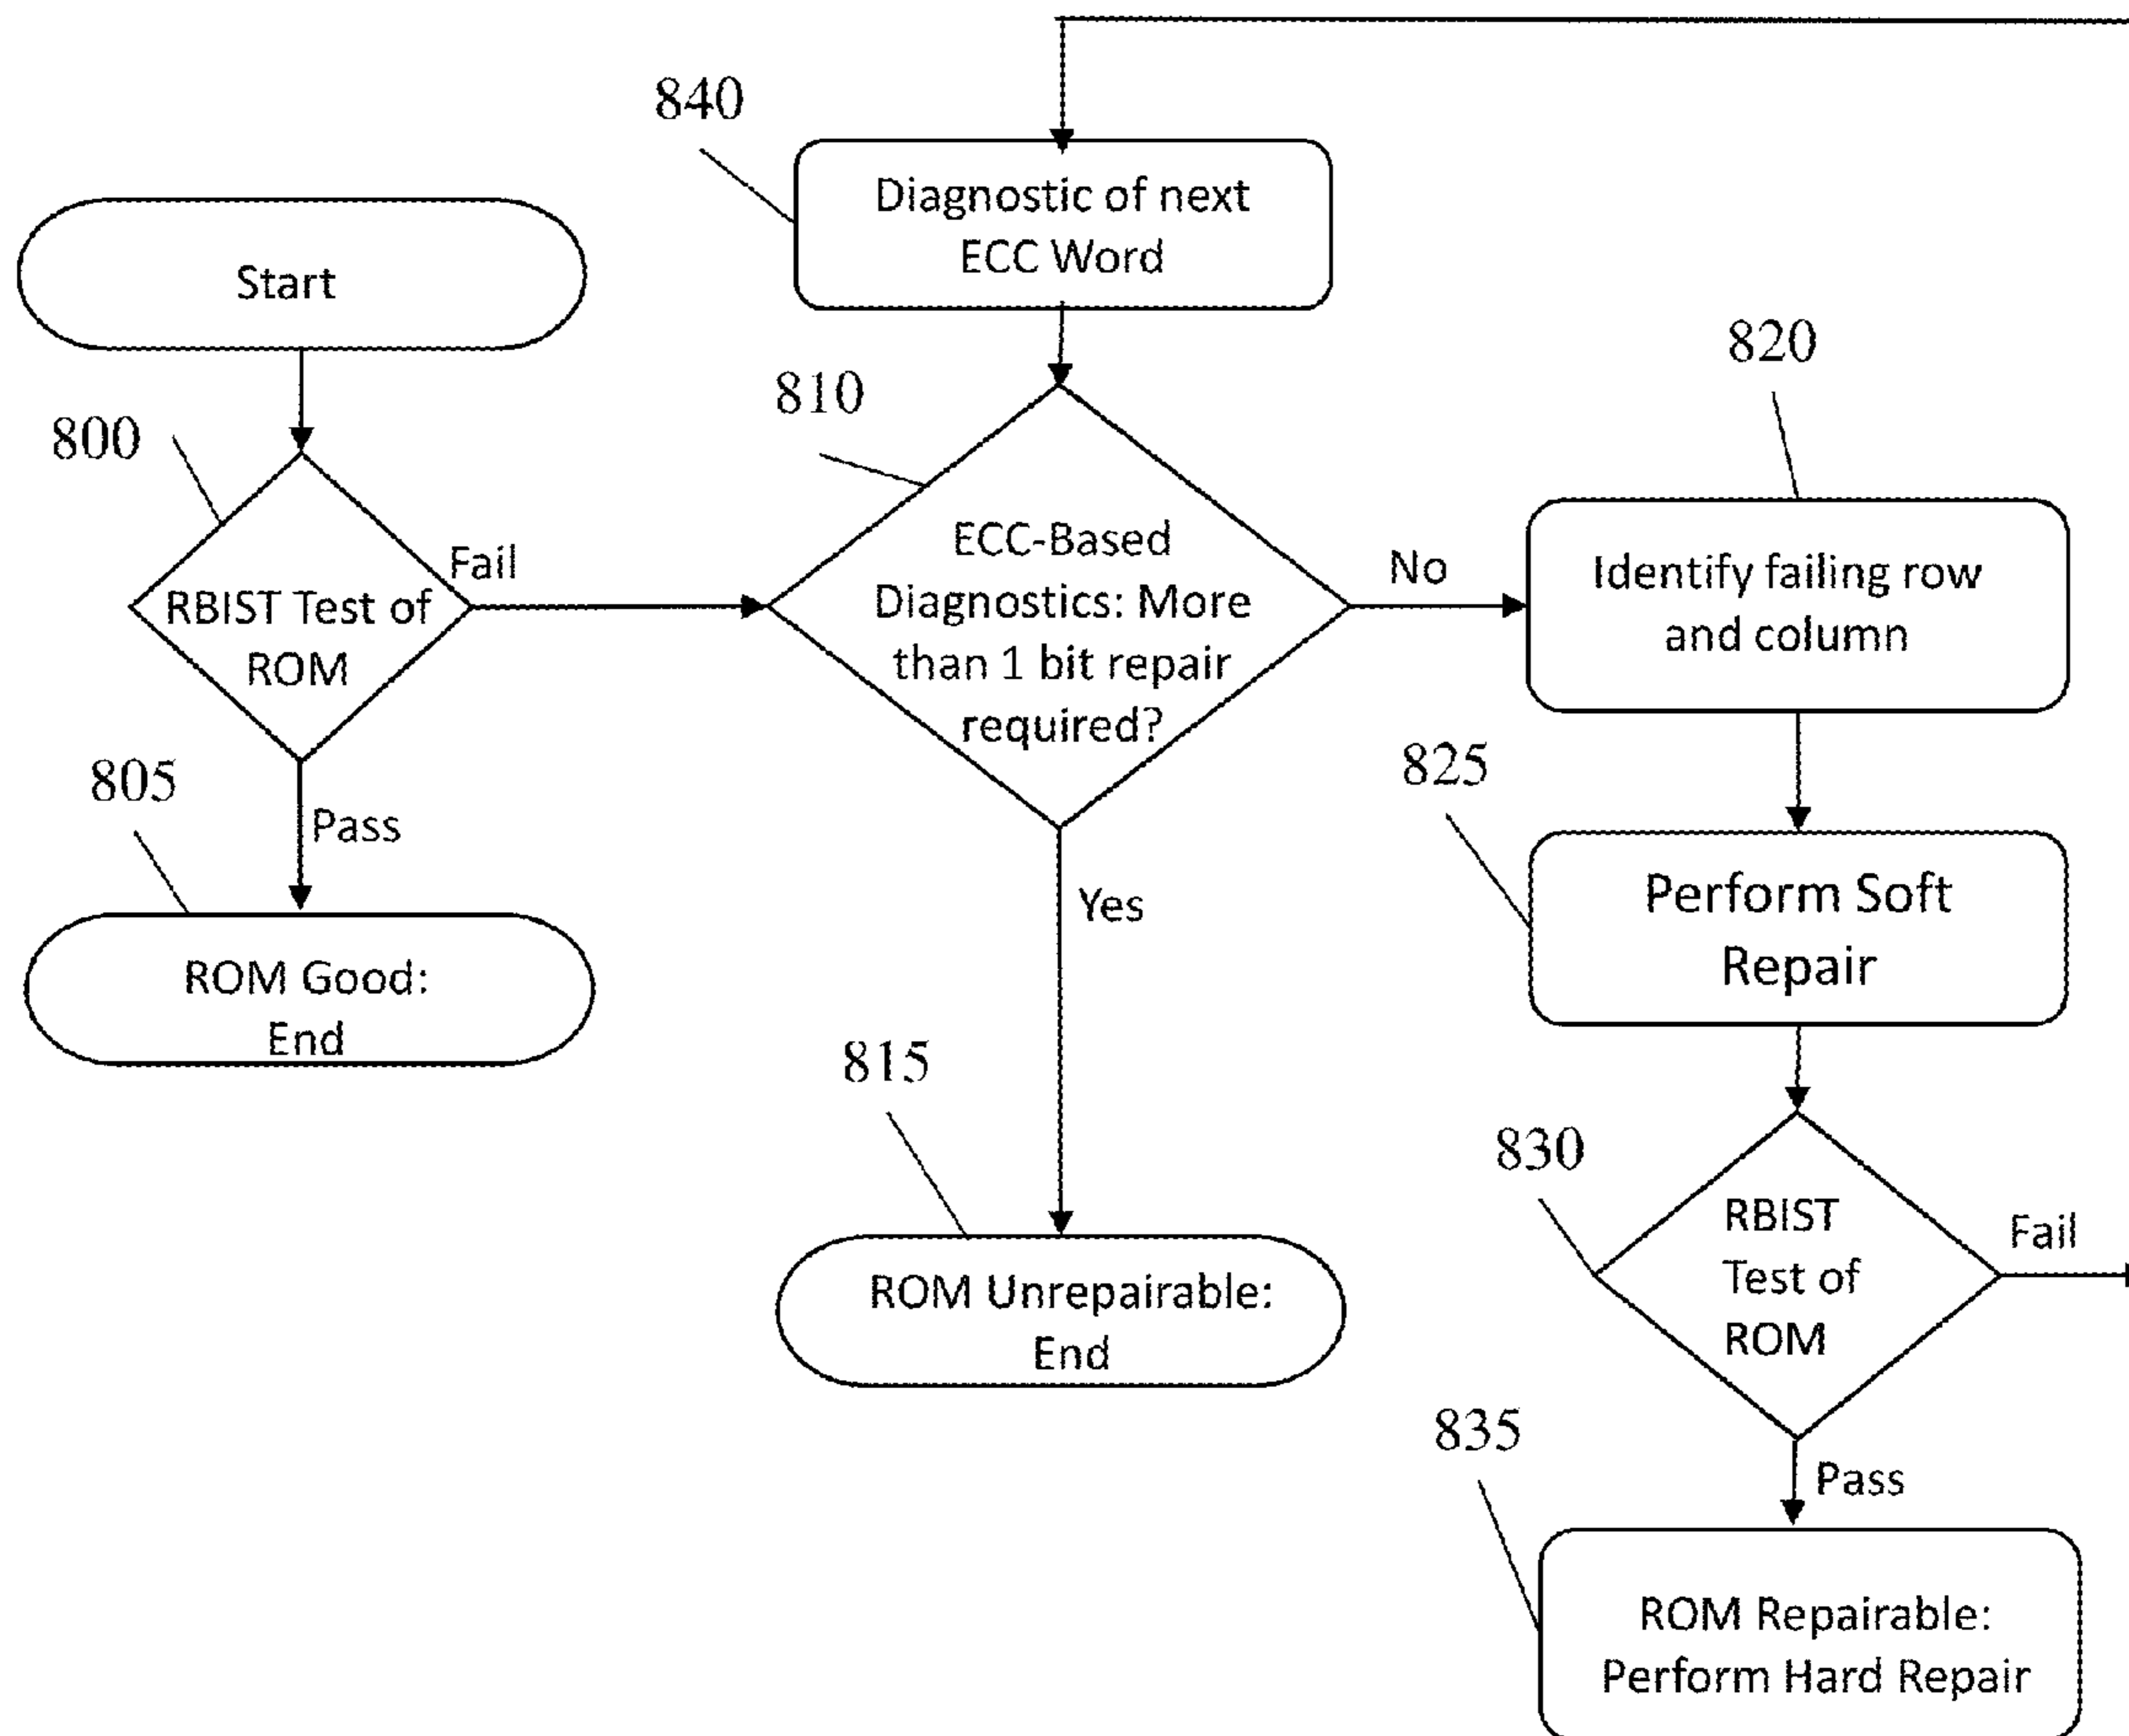 840
Diagnostic of next
ECC Word
Start
800
RBIST Test of
ROM
Fail
Pass
805
ROM Good:
End
810
ECC-Based
Diagnostics: More
than 1 bit repair
required?
No
Yes
815
ROM Unrepairable:
End
820
Identify failing row
and column
825
Perform Soft
Repair
830
RBIST
Test of
ROM
Fail
Pass
835
ROM Repairable:
Perform Hard Repair